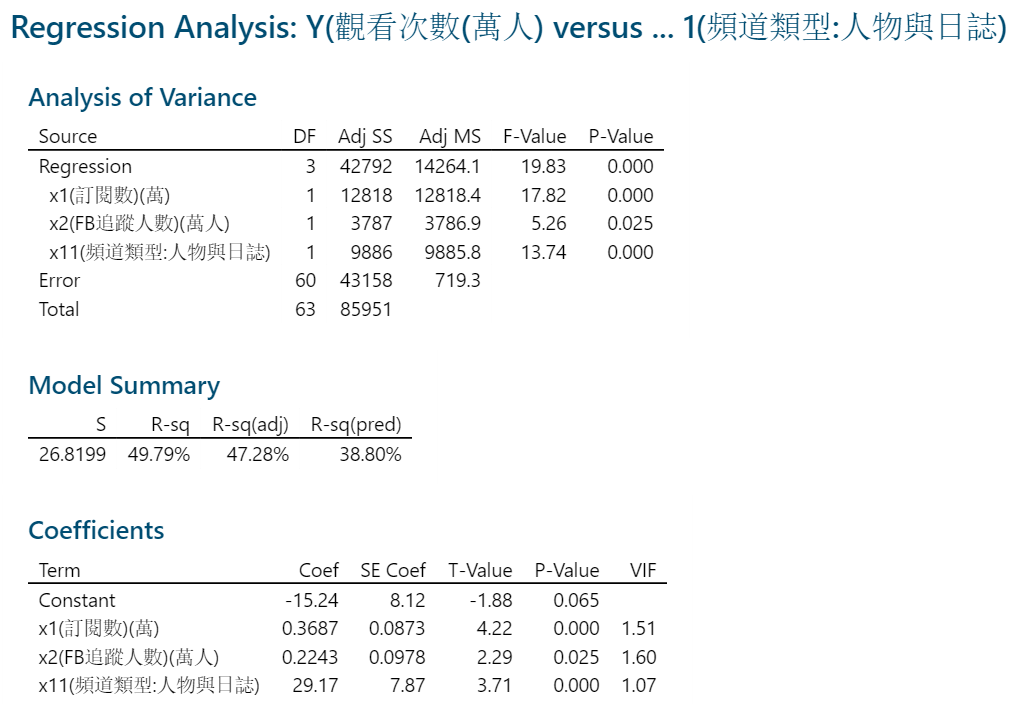 Regression Analysis: Y(觀看次數(萬人) versus ... 1(頻道類型:人物與日誌)
Analysis of Variance
Source DF Adj SS Adj MS F-Value P-Value
Regression 3 42792 14264.1 19.83 0.000
x1(訂閱數)(萬) 1 12818 12818.4 17.82 0.000
x2(FB追蹤人數)(萬人) 1 3787 3786.9 5.26 0.025
x11(頻道類型:人物與日誌) 1 9886 9885.8 13.74 0.000
Error 60 43158 719.3
Total 63 85951
Model Summary
S R-sq R-sq(adj) R-sq(pred)
26.8199 49.79% 47.28% 38.80%
Coefficients
Term Coef SE Coef T-Value P-Value VIF
Constant -15.24 8.12 -1.88 0.065
x1(訂閱數)(萬) 0.3687 0.0873 4.22 0.000 1.51
x2(FB追蹤人數)(萬人) 0.2243 0.0978 2.29 0.025 1.60
x11(頻道類型:人物與日誌) 29.17 7.87 3.71 0.000 1.07